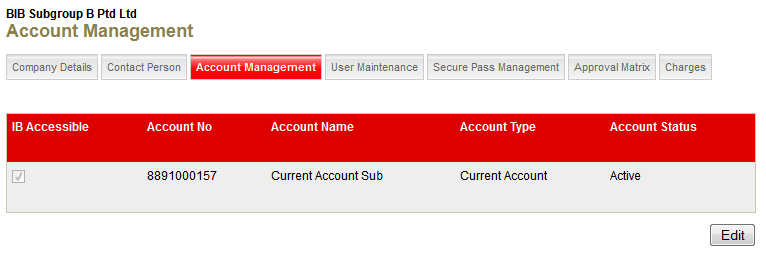 BIB Subgroup B Ptd Ltd
Account Management
Company Details Contact Person Account Management User Maintenance Secure Pass Management Approval Matrix Charges
IB Accessible Account No Account Name Account Type Account Status
8891000157 Current Account Sub Current Account Active
Edit